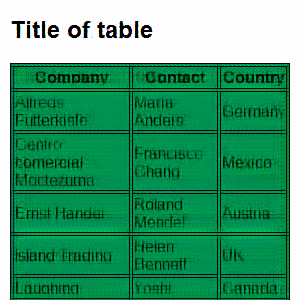 Title of table
Company Contact Country
Alfreds Maria
Futterkiste Anders Germany
Centro
comercial Francisco Mexico
Moctezuma Chang
Ernst Handel Roland Austria
Mendel
Island Trading Helen UK
Bennett
Laughing Yoshi Canada